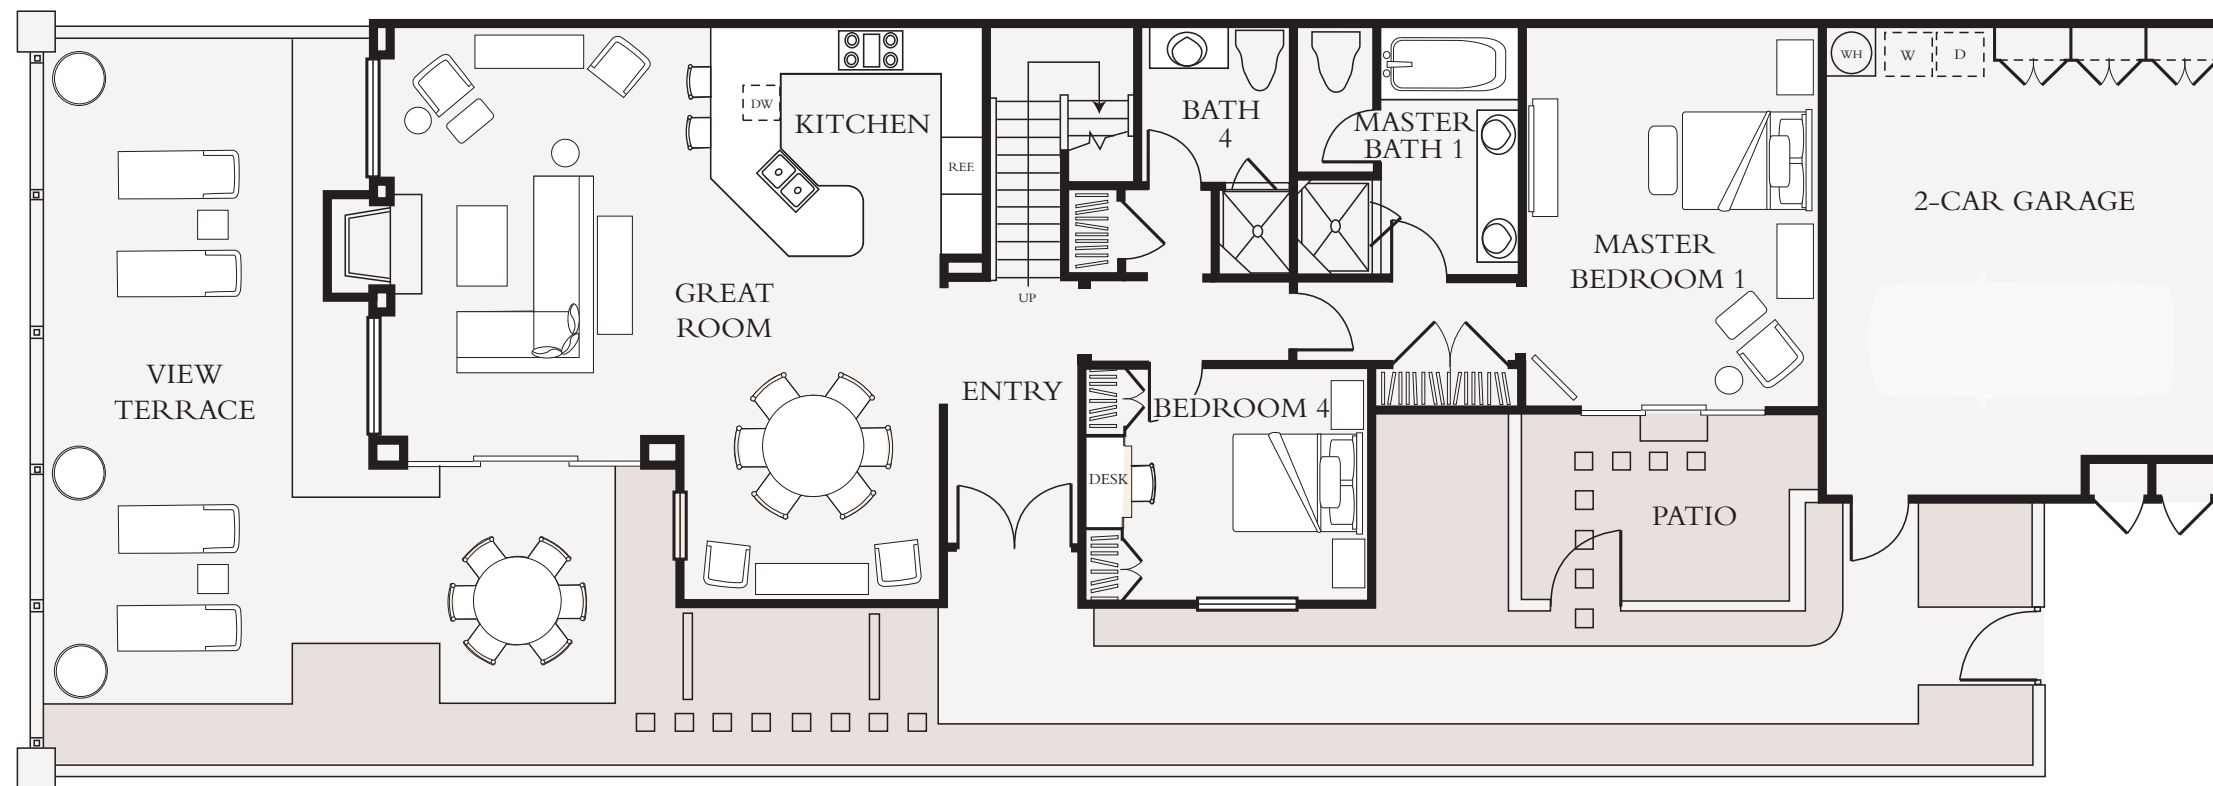 WH
W
D
DW
KITCHEN
BATH
4
MASTER
BATH 1
REF.
2-CAR GARAGE
MASTER
BEDROOM 1
GREAT
ROOM
UP
VIEW
TERRACE
ENTRY
BEDROOM 4
DESK
PATIO